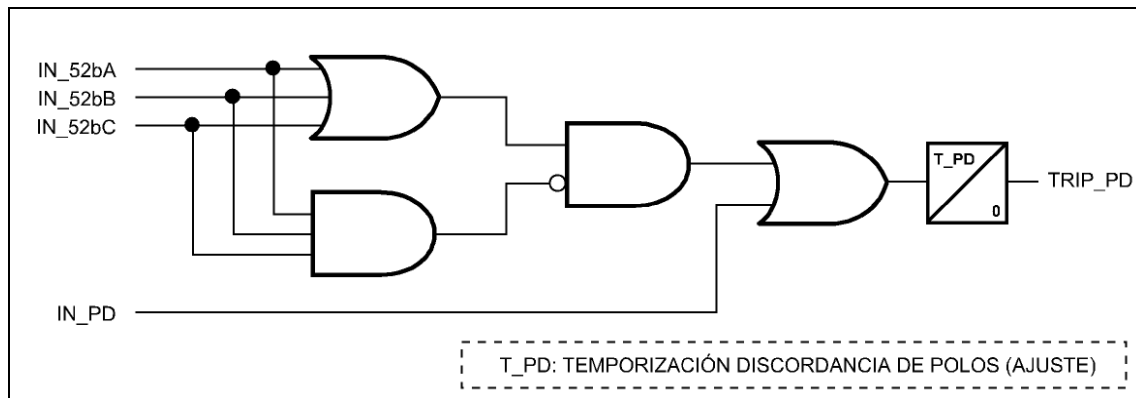 IN_52bA
IN_52bB
IN_52bC
T_PD
0
TRIP_PD
IN_PD
T_PD: TEMPORIZACIÓN DISCORDANCIA DE POLOS (AJUSTE)